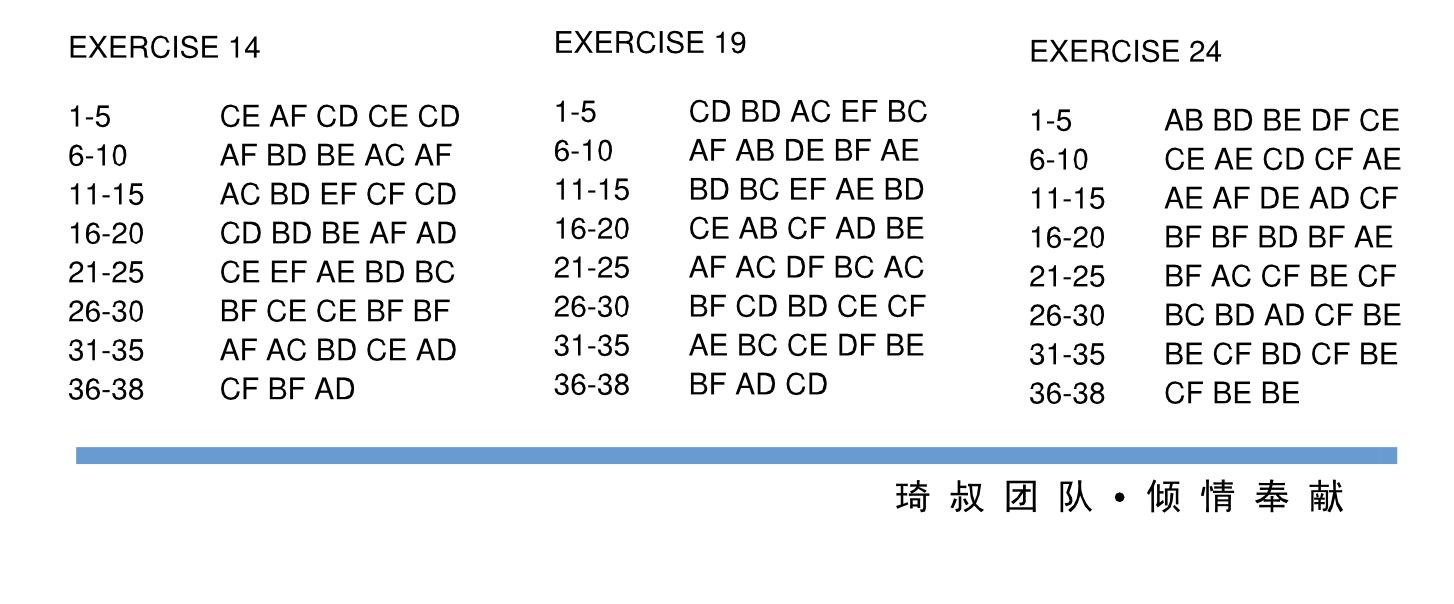 EXERCISE 14
1-5 CE AF CD CE CD
6-10 AF BD BE AC AF
11-15 AC BD EF CF CD
16-20 CD BD BE AF AD
21-25 CE EF AE BD BC
26-30 BF CE CE BF BF
31-35 AF AC BD CE AD
36-38 CF BF AD
EXERCISE 19
1-5 CD BD AC EF BC
6-10 AF AB DE BF AE
11-15 BD BC EF AE BD
16-20 CE AB CF AD BE
21-25 AF AC DF BC AC
26-30 BF CD BD CE CF
31-35 AE BC CE DF BE
36-38 BF AD CD
EXERCISE 24
1-5 AB BD BE DF CE
6-10 CE AE CD CF AE
11-15 AE AF DE AD CF
16-20 BF BF BD BF AE
21-25 BF AC CF BE CF
26-30 BC BD AD CF BE
31-35 BE CF BD CF BE
36-38 CF BE BE
琦叔团队•倾情奉献